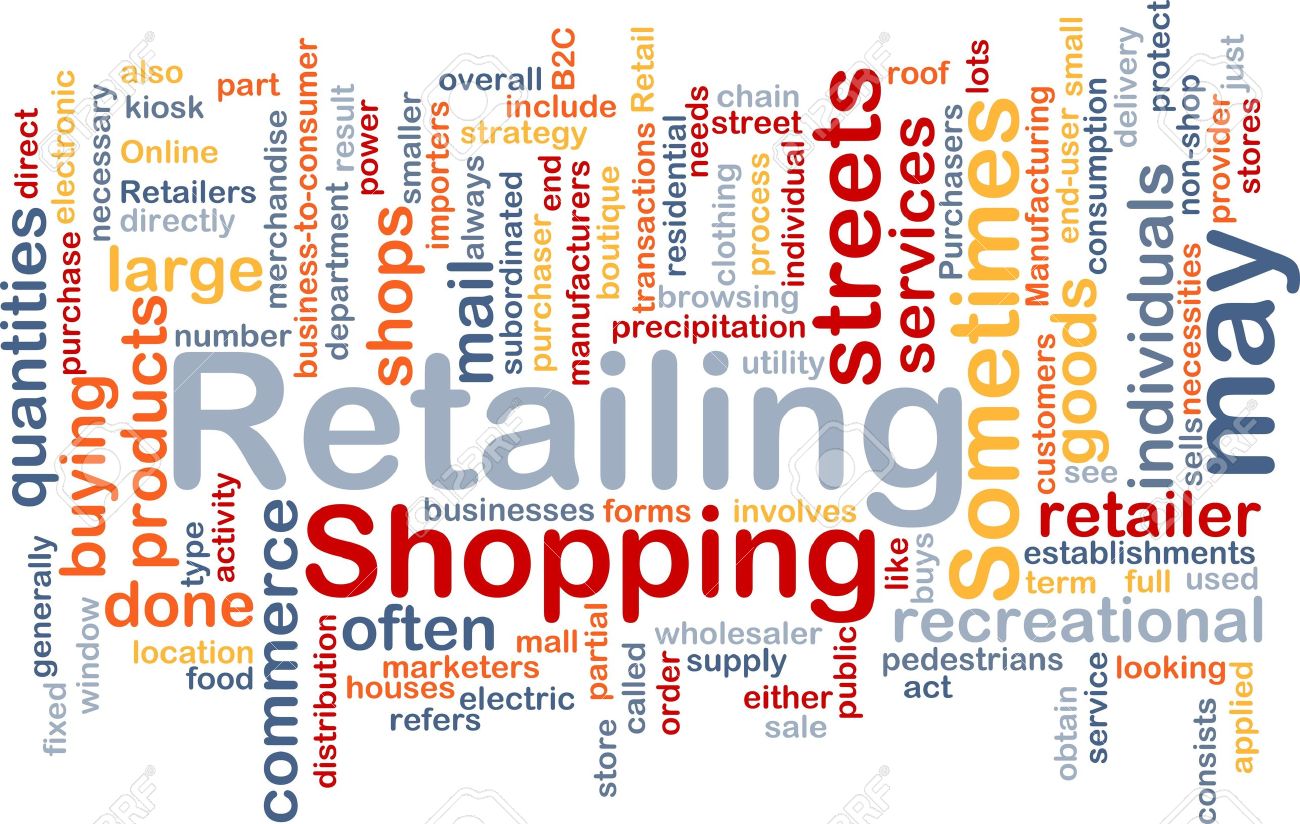 direct
electronic
necessary
also
kiosk
Online
Retailers
directly
part
merchandise
business-to-consumer
result
department
power
smaller
overall
include
strategy
importers
always
B2C
Retail
chain
street
needs
residential
transactions
clothing
process
individual
boutique
manufacturers
end
purchaser
subordinated
mail
shops
large
number
quantities
purchase
buying
products
browsing
precipitation
utility
streets
services
roof
lots
Purchasers
Sometimes
Manufacturing
small
end-user
consumption
delivery
protect
non-shop
just
provider
stores
individuals
necessities
sells
may
goods
customers
see
Retailing
Shopping
businesses
forms
involves
like
buys
retailer
establishments
term
full
used
recreational
pedestrians
act
looking
service
obtain
consists
applied
generally
window
fixed
type
activity
done
location
food
commerce
distribution
often
marketers
houses
electric
refers
mall
partial
store
called
order
wholesaler
supply
either
sale
public
123RF